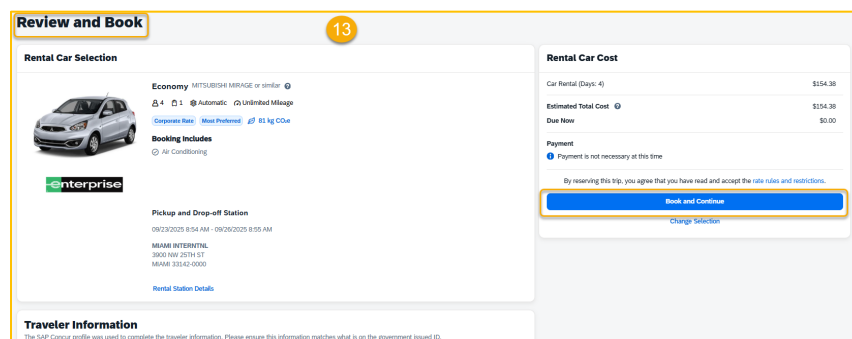 Review and Book
13
Rental Car Selection
Economy MITSUBISHI MIRAGE or similar
4 1 Automatic Unlimited Mileage
Corporate Rate Most Preferred 81 kg CO₂e
Booking Includes
Air Conditioning
enterprise
Pickup and Drop-off Station
09/23/2025 8:54 AM - 09/26/2025 8:55 AM
MIAMI INTERNTNL
3900 NW 25TH ST
MIAMI 33142-0000
Rental Station Details
Rental Car Cost
Car Rental (Days: 4) $154.38
Estimated Total Cost $154.38
Due Now $0.00
Payment
Payment is not necessary at this time
By reserving this trip, you agree that you have read and accept the rate rules and restrictions.
Book and Continue
Change Selection
Traveler Information
The SAP Concur profile was used to complete the traveler information. Please ensure this information matches what is on the government issued ID.